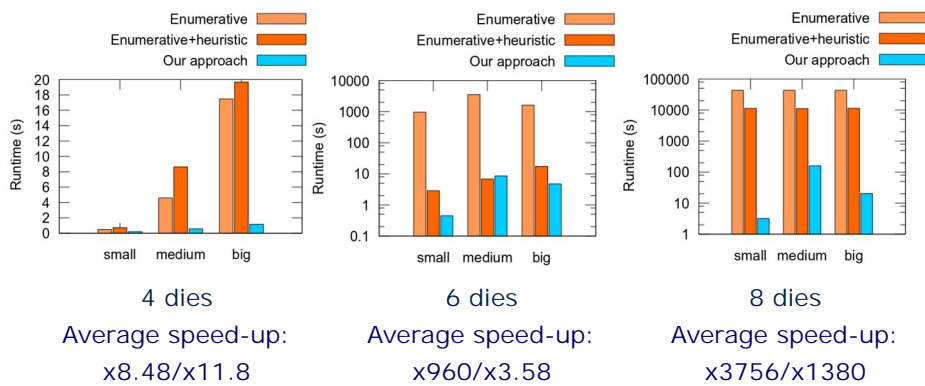 Enumerative
Enumerative+heuristic
Our approach
Runtime (s)
20
18
16
14
12
10
8
6
4
2
0
small medium big
4 dies
Average speed-up:
x8.48/x11.8
Enumerative
Enumerative+heuristic
Our approach
Runtime (s)
10000
1000
100
10
1
0.1
small medium big
6 dies
Average speed-up:
x960/x3.58
Enumerative
Enumerative+heuristic
Our approach
Runtime (s)
100000
10000
1000
100
10
1
small medium big
8 dies
Average speed-up:
x3756/x1380